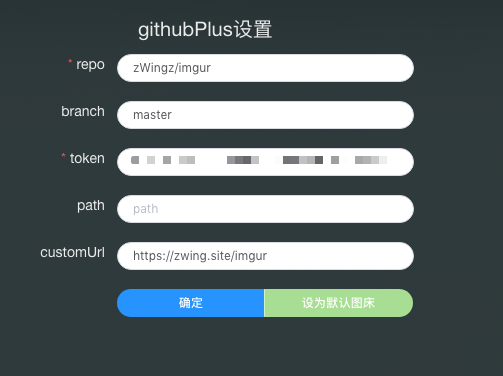 githubPlus设置
* repo
zWingz/imgur
branch
master
* token
path
path
customUrl
https://zwing.site/imgur
确定
设为默认图床